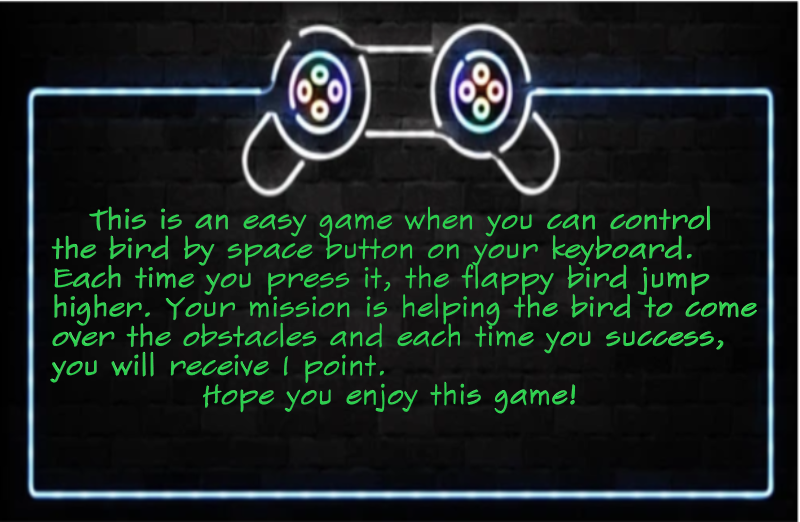 This is an easy game when you can control
the bird by space button on your keyboard.
Each time you press it, the flappy bird jump
higher. Your mission is helping the bird to come
over the obstacles and each time you success,
you will receive 1 point.
Hope you enjoy this game!